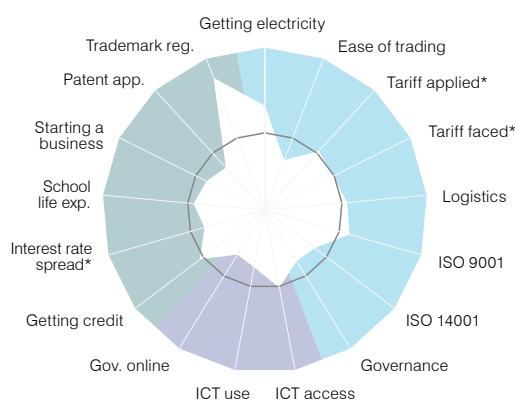 Getting electricity
Trademark reg.
Ease of trading
Patent app.
Tariff applied*
Starting a
business
Tariff faced*
School
life exp.
Logistics
Interest rate
spread*
ISO 9001
Getting credit
ISO 14001
Gov. online
Governance
ICT use
ICT access